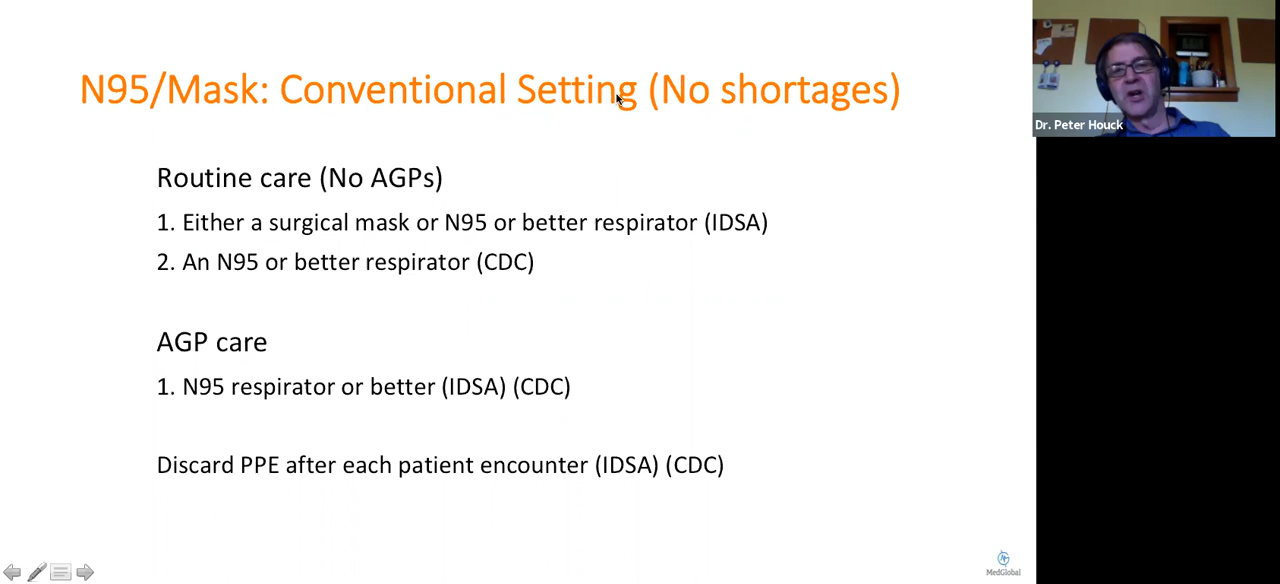 N95/Mask: Conventional Setting (No shortages)
Dr. Peter Houck
Routine care (No AGPs)
1. Either a surgical mask or N95 or better respirator (IDSA)
2. An N95 or better respirator (CDC)
AGP care
1. N95 respirator or better (IDSA) (CDC)
Discard PPE after each patient encounter (IDSA) (CDC)
MedGlobal